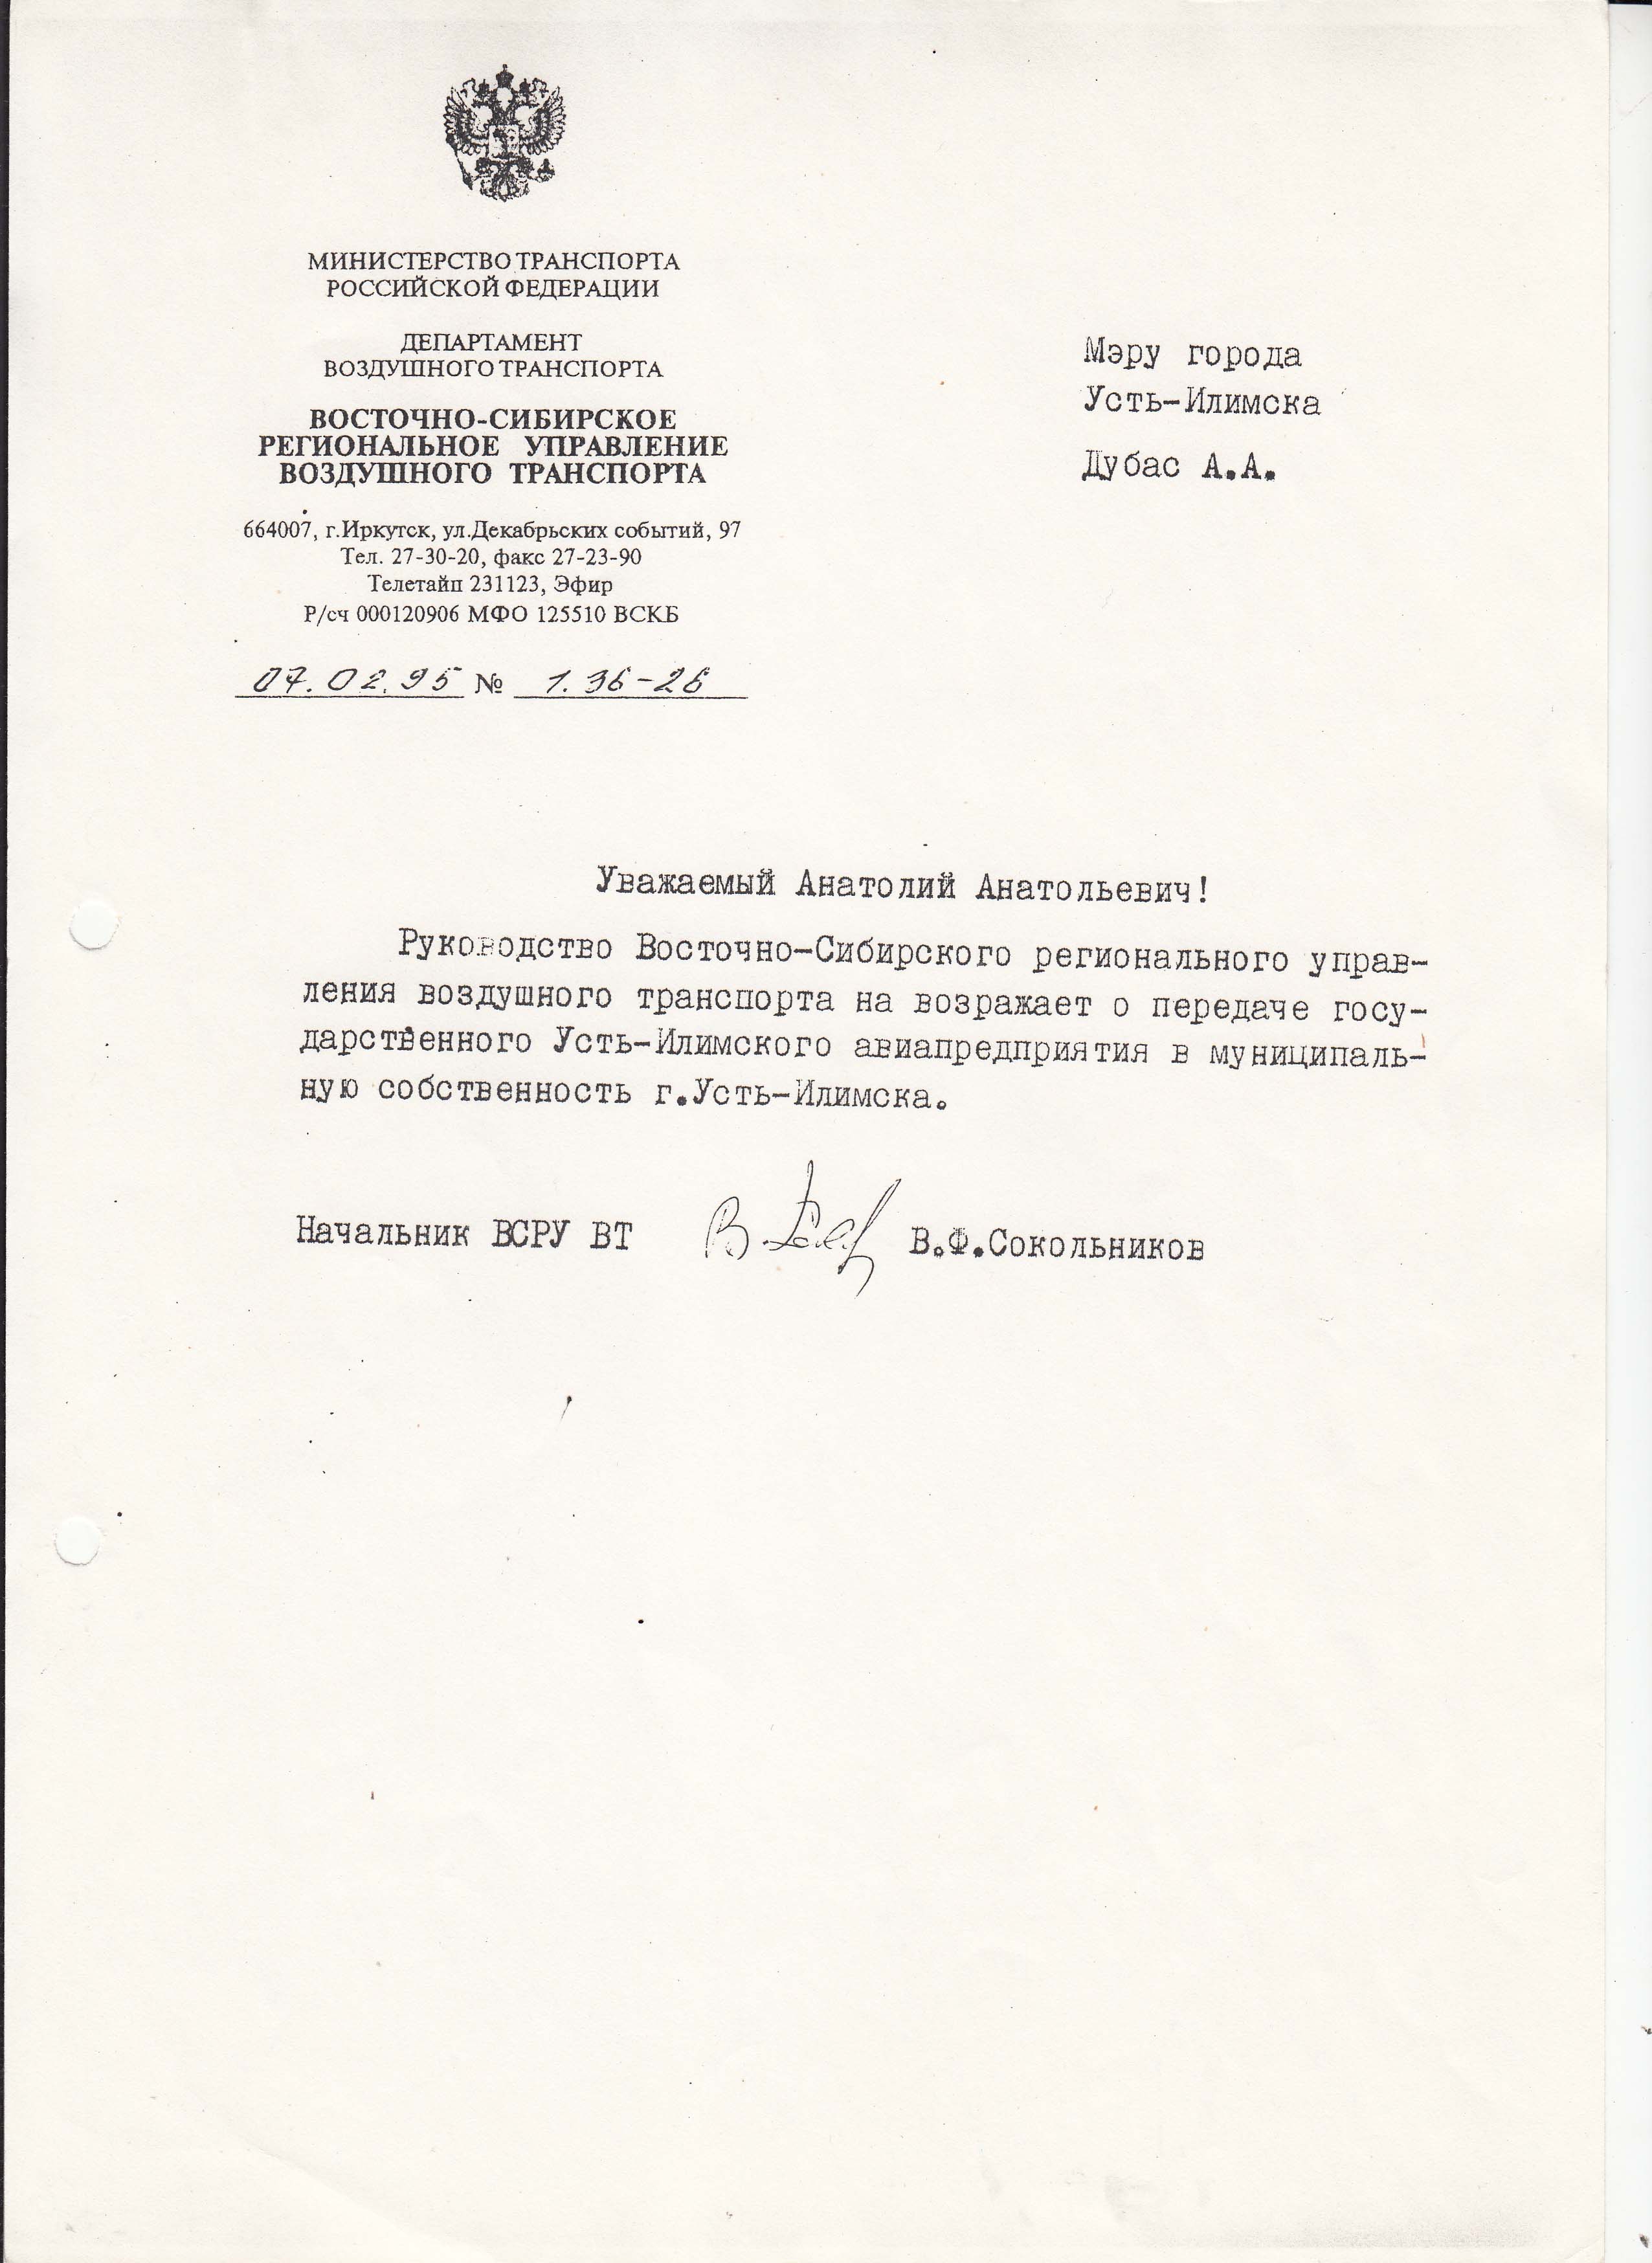 МИНИСТЕРСТВО ТРАНСПОРТА
РОССИЙСКОЙ ФЕДЕРАЦИИ
ДЕПАРТАМЕНТ
ВОЗДУШНОГО ТРАНСПОРТА
ВОСТОЧНО-СИБИРСКОЕ
РЕГИОНАЛЬНОЕ УПРАВЛЕНИЕ
ВОЗДУШНОГО ТРАНСПОРТА
664007, г.Иркутск, ул.Декабрьских событий, 97
Тел. 27-30-20, факс 27-23-90
Телетайп 231123, Эфир
Р/сч 000120906 МФО 125510 ВСКБ
07.02.95 № 1.36-26
Мэру города
Усть-Илимска
Дубас А.А.
Уважаемый Анатолий Анатольевич!
Руководство Восточно-Сибирского регионального управ-
ления воздушного транспорта на возражает о передаче госу-
дарственного Усть-Илимского авиапредприятия в муниципаль-
ную собственность г.Усть-Илимска.
Начальник ВСРУ ВТ В.Ф.Сокольников